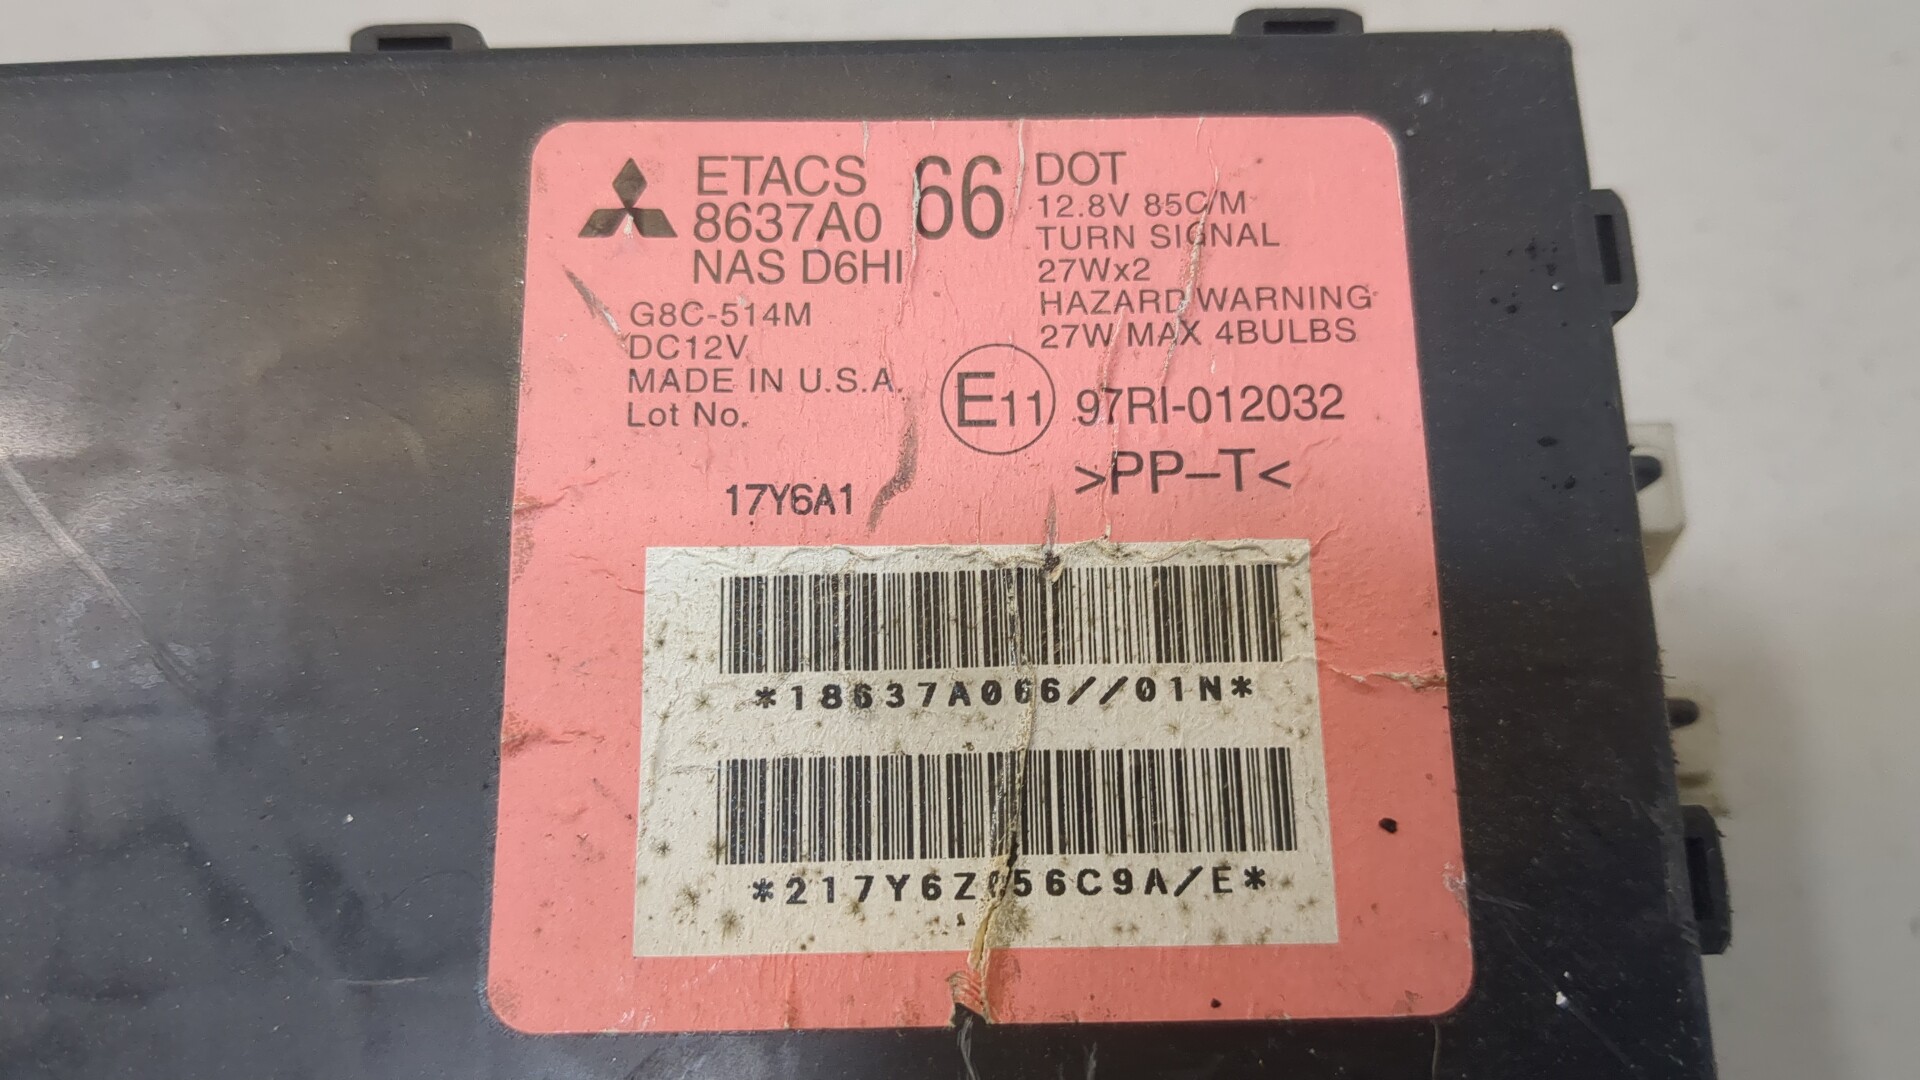 ETACS
8637A0 66
NAS D6HI
G8C-514M
DC12V
MADE IN U.S.A.
Lot No.
17Y6A1
DOT
12.8V 85C/M
TURN SIGNAL
27Wx2
HAZARD WARNING
27W MAX 4BULBS
E11 97RI-012032
>PP-T<
*18637A066//01N*